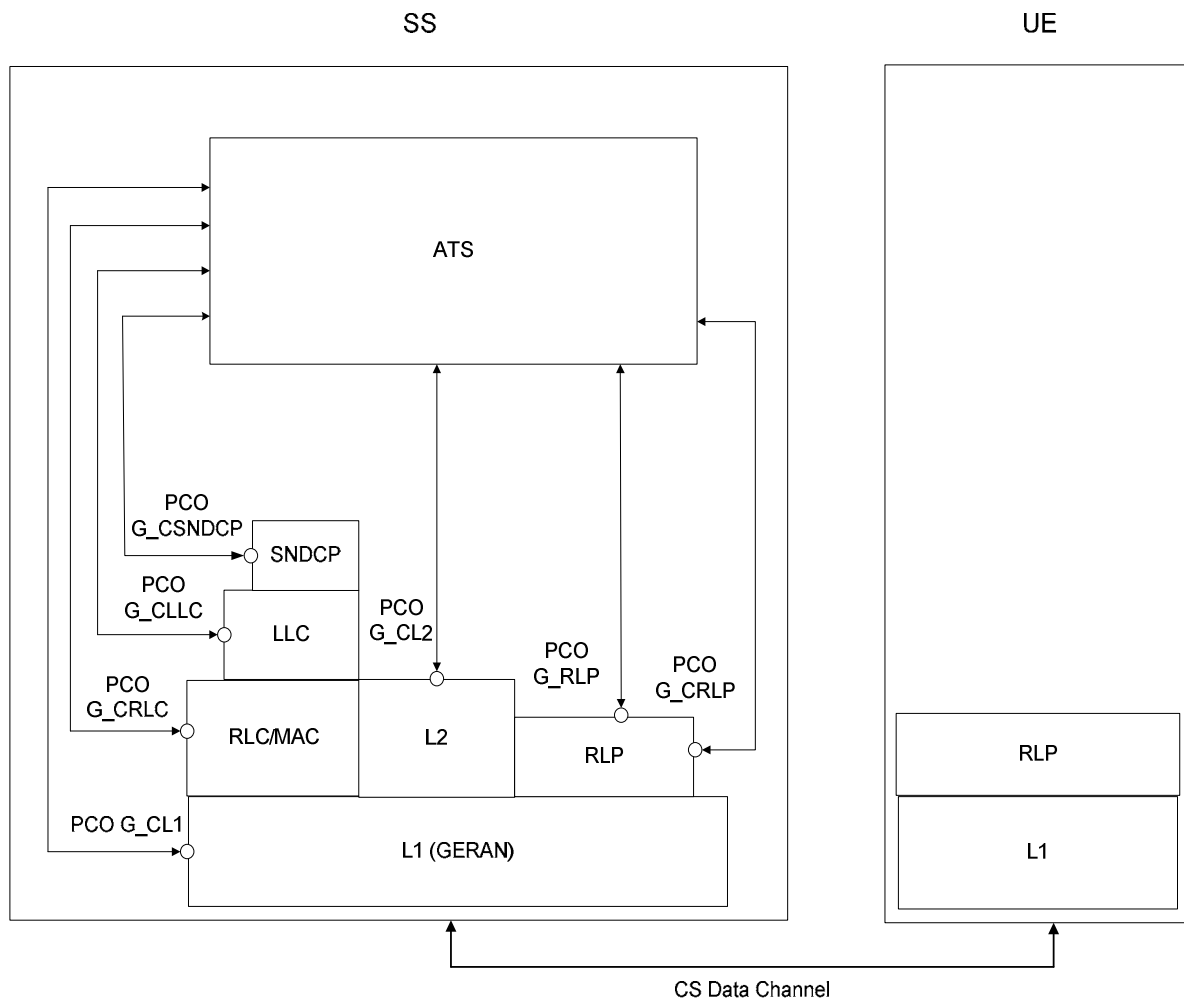 SS
UE
ATS
PCO
G_CSNDCP
SNDCP
PCO
G_CLLC
LLC
PCO
G_CL2
PCO
G_RLP
PCO
G_CRLP
PCO
G_CRLC
RLC/MAC
L2
RLP
RLP
PCO G_CL1
L1 (GERAN)
L1
CS Data Channel